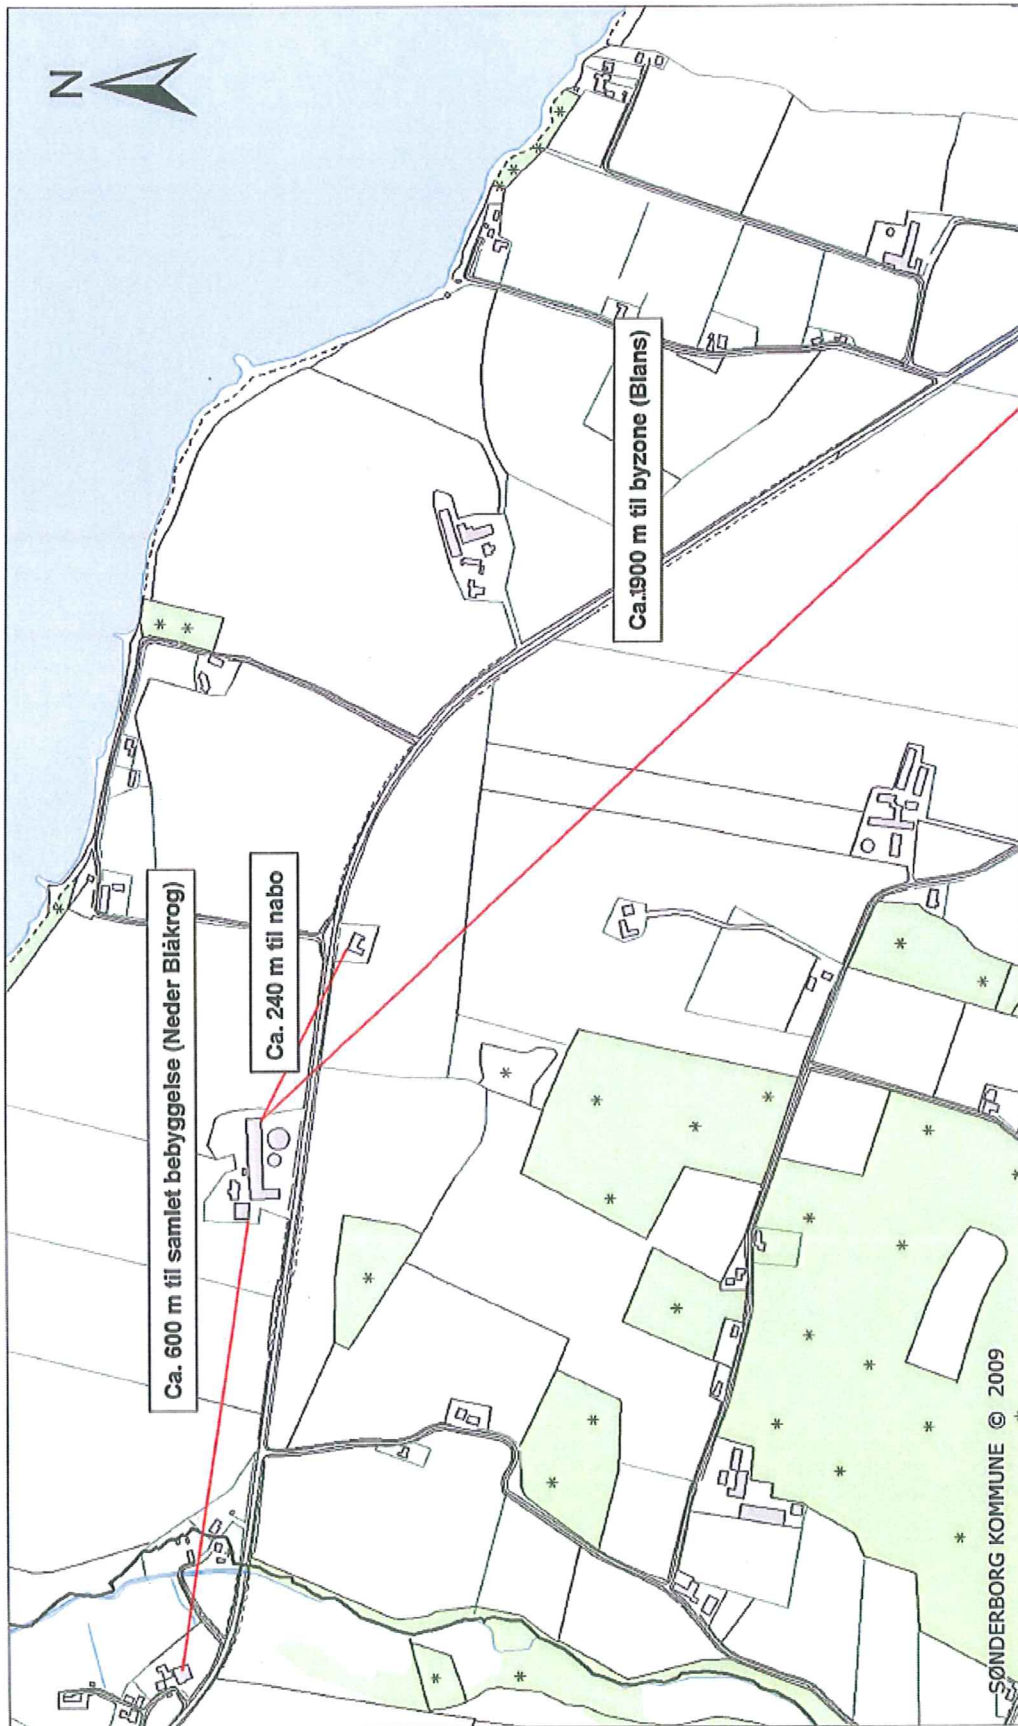 N
Ca. 600 m til samlet bebyggelse (Neder Blåkrog)
Ca. 240 m til nabo
Ca.1900 m til byzone (Blans)
SØNDERBORG KOMMUNE © 2009